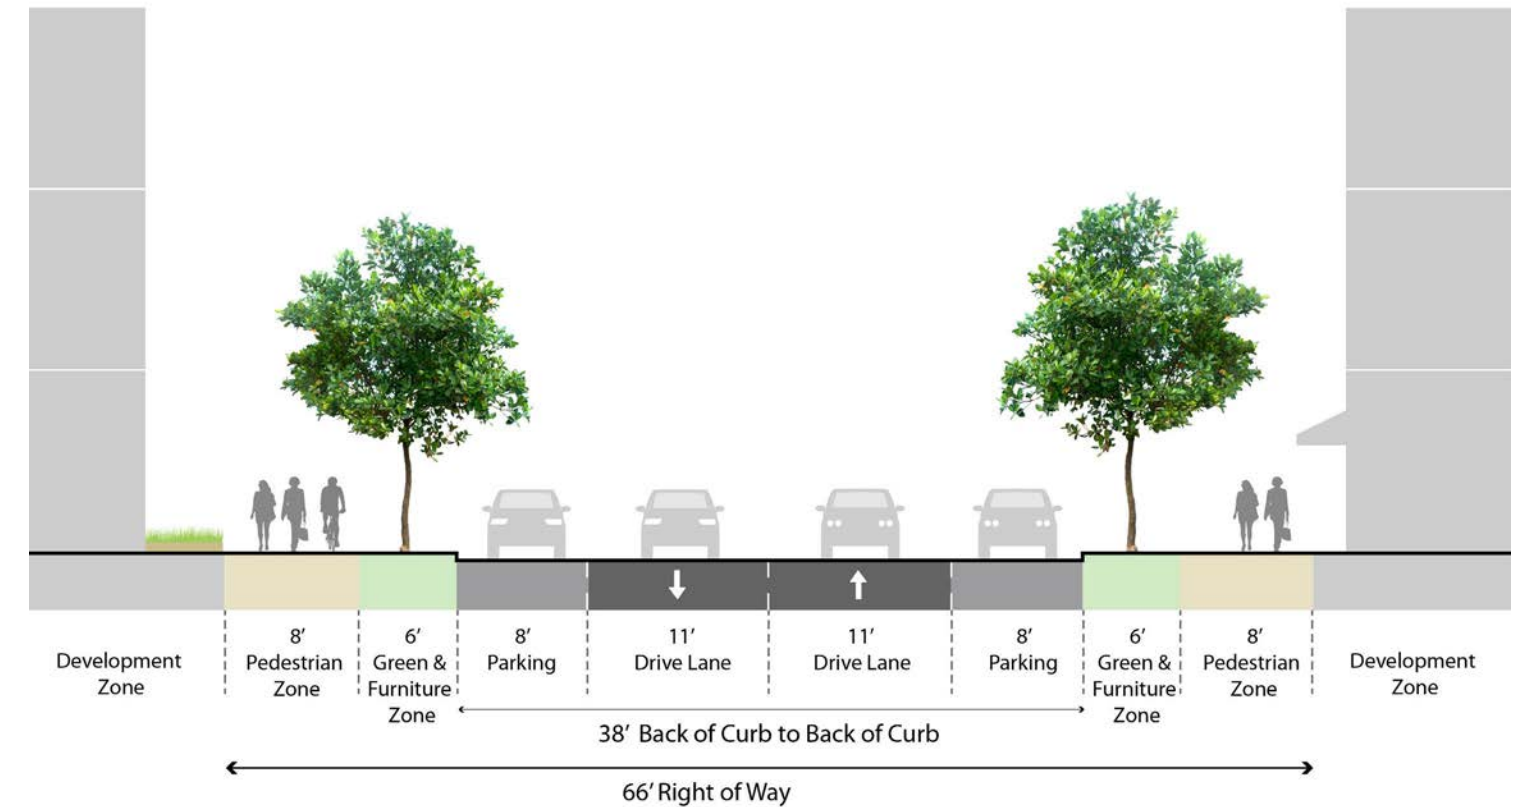 Development
Zone
8’
Pedestrian
Zone
6’
Green &
Furniture
Zone
8’
Parking
11’
Drive Lane
11’
Drive Lane
8’
Parking
6’
Green &
Furniture
Zone
8’
Pedestrian
Zone
Development
Zone
38’ Back of Curb to Back of Curb
66’ Right of Way